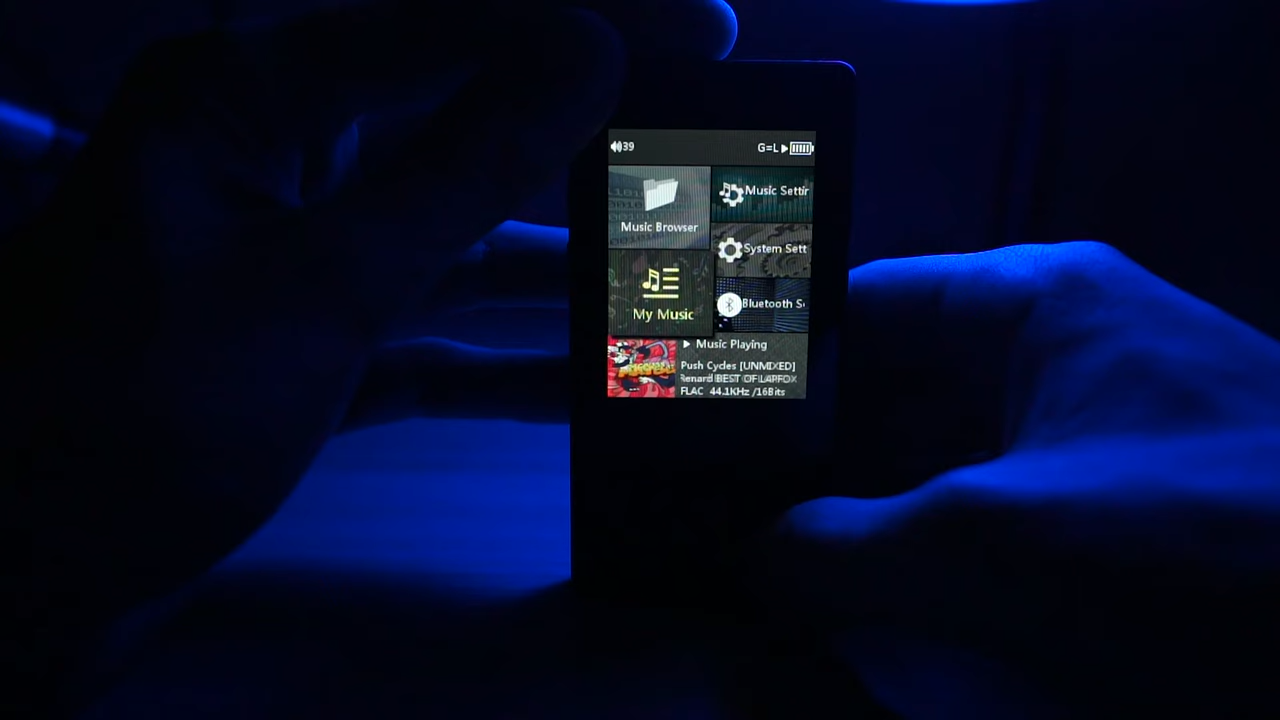 39 G=L
Music Browser
Music Settin
System Sett
My Music
Bluetooth S
Music Playing
Push Cycles [UNMIXED]
Renard BEST OF LAPFOX
FLAC 44.1KHz /16Bits